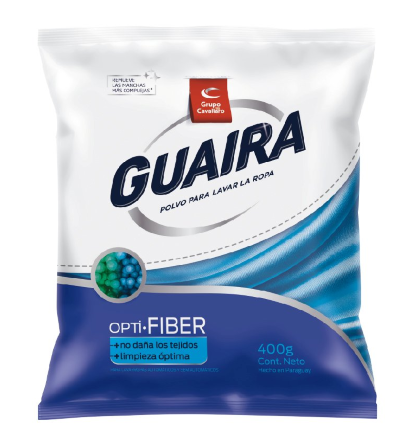 REMUEVE
LAS MANCHAS
MÁS COMPLEJAS*
Grupo
Cavallaro
GUAIRA
POLVO PARA LAVAR LA ROPA
OPTI•FIBER
+no daña los tejidos
+limpieza óptima
400g
Cont. Neto
Hecho en Paraguay